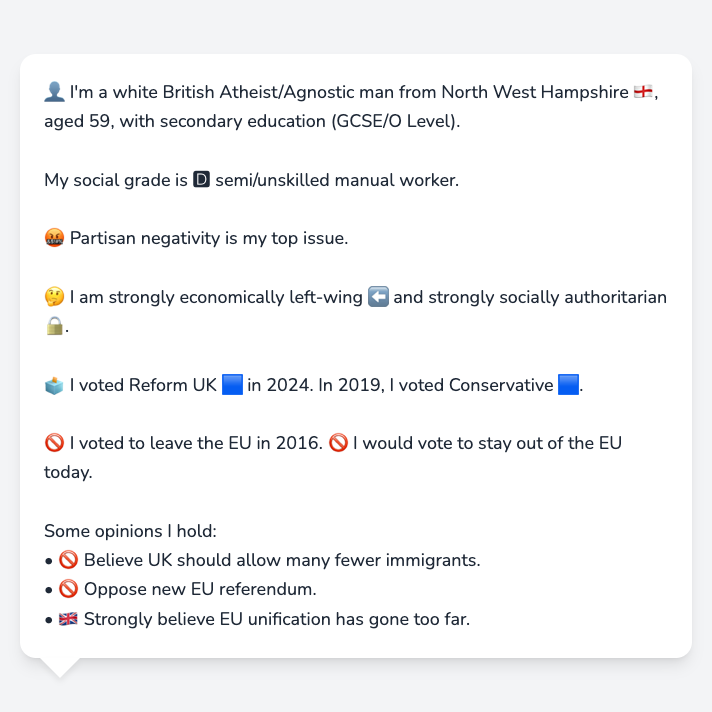 👤 I'm a white British Atheist/Agnostic man from North West Hampshire 🏴󠁧󠁢󠁥󠁮󠁧󠁿,
aged 59, with secondary education (GCSE/O Level).
My social grade is 🅳 semi/unskilled manual worker.
🤬 Partisan negativity is my top issue.
🤔 I am strongly economically left-wing ⬅️ and strongly socially authoritarian
🔒.
🗳️ I voted Reform UK 🟦 in 2024. In 2019, I voted Conservative 🟦.
🚫 I voted to leave the EU in 2016. 🚫 I would vote to stay out of the EU
today.
Some opinions I hold:
• 🚫 Believe UK should allow many fewer immigrants.
• 🚫 Oppose new EU referendum.
• 🇬🇧 Strongly believe EU unification has gone too far.